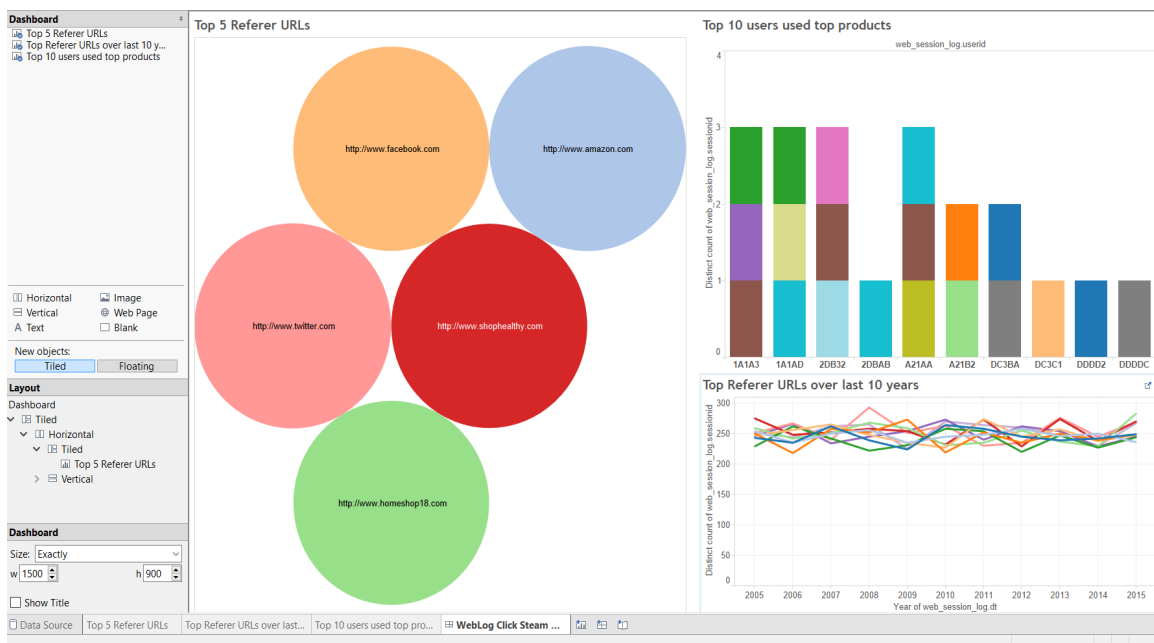 Dashboard
Top 5 Referer URLs
Top Referer URLs over last 10 y...
Top 10 users used top products
Horizontal
Image
Vertical
Web Page
A Text
Blank
New objects:
Tiled
Floating
Layout
Dashboard
Tiled
Horizontal
Tiled
Top 5 Referer URLs
Vertical
Dashboard
Size: Exactly
w 1500
h 900
Show Title
Top 5 Referer URLs
http://www.facebook.com
http://www.amazon.com
http://www.twitter.com
http://www.shophealthy.com
http://www.homeshop18.com
Top 10 users used top products
web_session_log.userid
Distinct count of web_session_log.sessionid
4
3
2
1
0
1A1A3 1A1AD 2DB32 2DBAB A21AA A21B2 DC3BA DC3C1 DDDD2 DDDDC
Top Referer URLs over last 10 years
Distinct count of web_session_log.sessionid
300
250
200
150
100
50
0
2005 2006 2007 2008 2009 2010 2011 2012 2013 2014 2015
Year of web_session_log.dt
Data Source
Top 5 Referer URLs
Top Referer URLs over last...
Top 10 users used top pro...
WebLog Click Steam ...